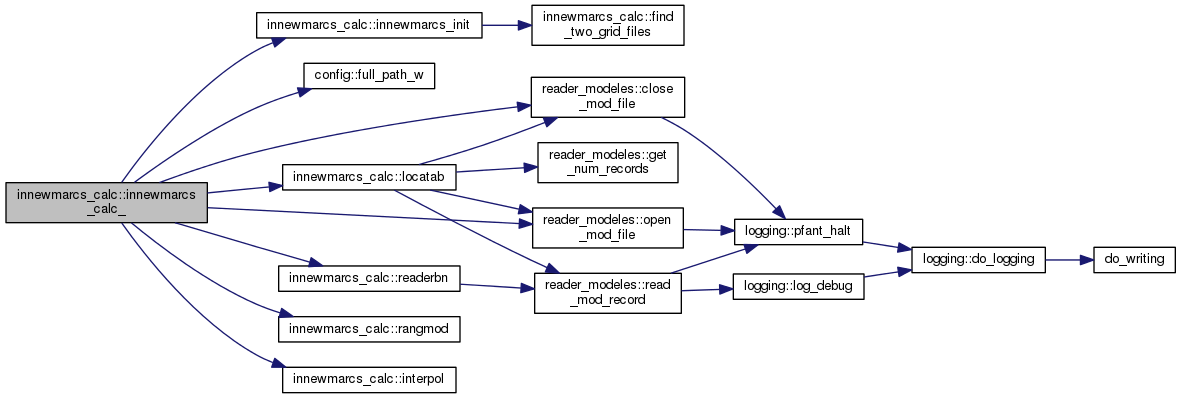 innewmarcs_calc::innewmarcs
_calc_
innewmarcs_calc::innewmarcs_init
innewmarcs_calc::find
_two_grid_files
config::full_path_w
reader_modeles::close
_mod_file
innewmarcs_calc::locatab
reader_modeles::get
_num_records
reader_modeles::open
_mod_file
innewmarcs_calc::readerbn
reader_modeles::read
_mod_record
innewmarcs_calc::rangmod
innewmarcs_calc::interpol
logging::pfant_halt
logging::log_debug
logging::do_logging
do_writing